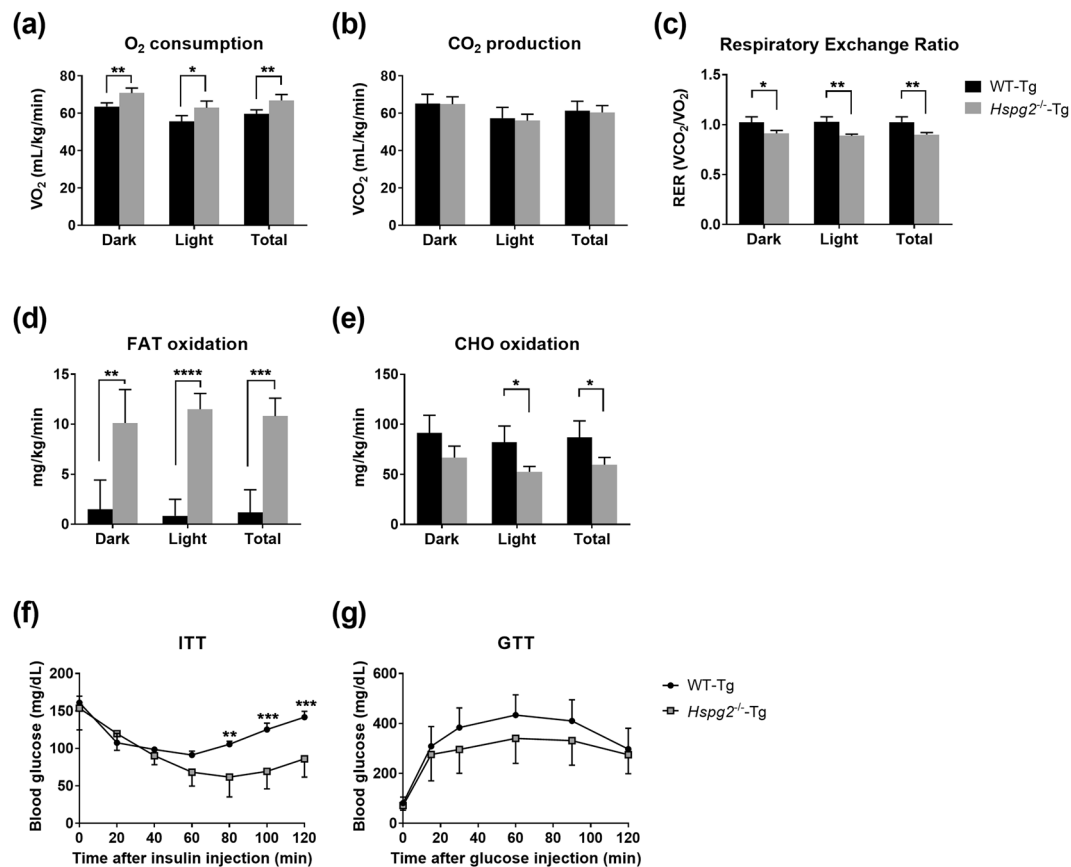 (a)
O₂ consumption
** * **
VO₂ (mL/kg/min)
80
60
40
20
0
Dark Light Total
(b)
CO₂ production
VCO₂ (mL/kg/min)
80
60
40
20
0
Dark Light Total
(c)
Respiratory Exchange Ratio
* ** **
RER (VCO₂/VO₂)
1.5
1.0
0.5
0.0
Dark Light Total
WT-Tg
Hspg2⁻/⁻-Tg
(d)
FAT oxidation
** **** ***
mg/kg/min
15
10
5
0
Dark Light Total
(e)
CHO oxidation
* *
mg/kg/min
150
100
50
0
Dark Light Total
(f)
ITT
Blood glucose (mg/dL)
200
150
100
50
0
** *** ***
0 20 40 60 80 100 120
Time after insulin injection (min)
(g)
GTT
Blood glucose (mg/dL)
600
400
200
0
0 20 40 60 80 100 120
Time after glucose injection (min)
WT-Tg
Hspg2⁻/⁻-Tg